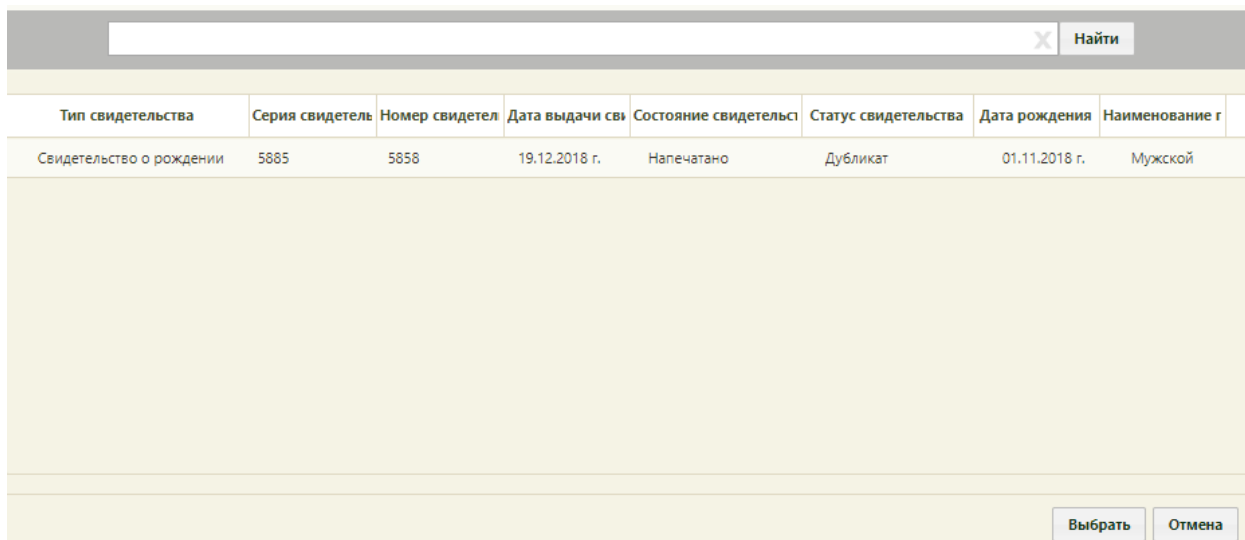 X Найти
Тип свидетельства Серия свидетель Номер свидетел Дата выдачи сви Состояние свидетельст Статус свидетельства Дата рождения Наименование п
Свидетельство о рождении 5885 5858 19.12.2018 г. Напечатано Дубликат 01.11.2018 г. Мужской
Выбрать Отмена